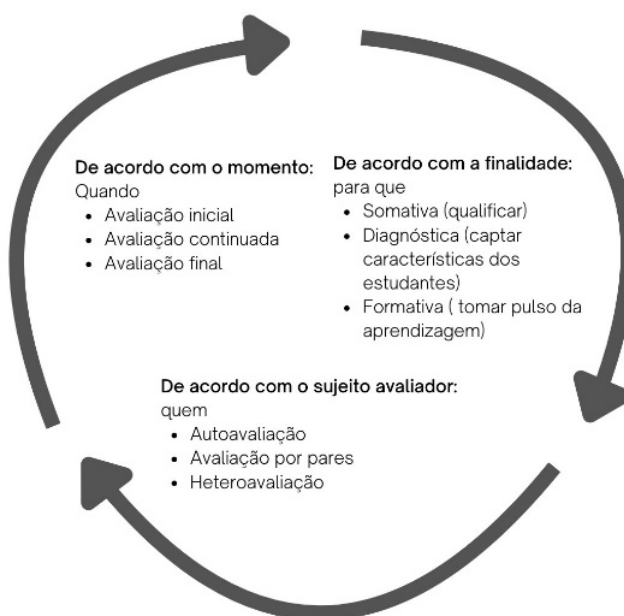 De acordo com o momento:
Quando
• Avaliação inicial
• Avaliação continuada
• Avaliação final
De acordo com a finalidade:
para que
• Somativa (qualificar)
• Diagnóstica (captar
características dos
estudantes)
• Formativa ( tomar pulso da
aprendizagem)
De acordo com o sujeito avaliador:
quem
• Autoavaliação
• Avaliação por pares
• Heteroavaliação